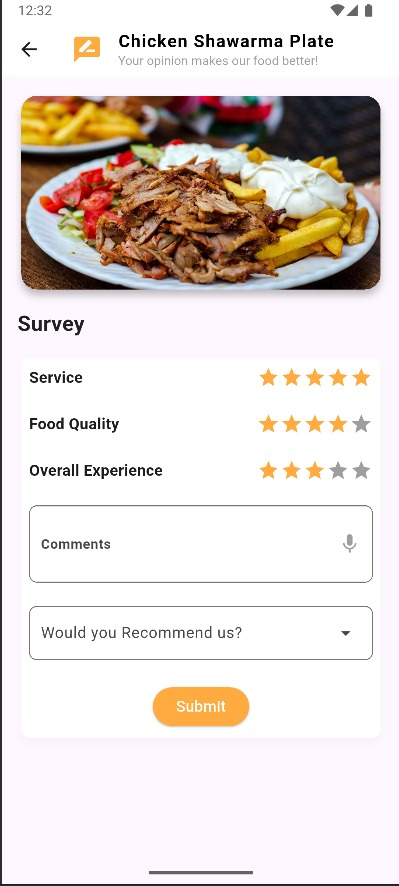 12:32
Chicken Shawarma Plate
Your opinion makes our food better!
Survey
Service
Food Quality
Overall Experience
Comments
Would you Recommend us?
Submit